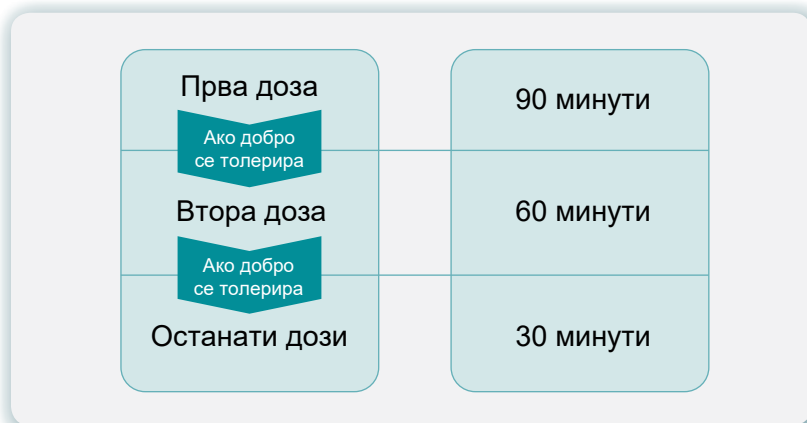 Прва доза
90 минути
Ако добро
се толерира
Втора доза
60 минути
Ако добро
се толерира
Останати дози
30 минути